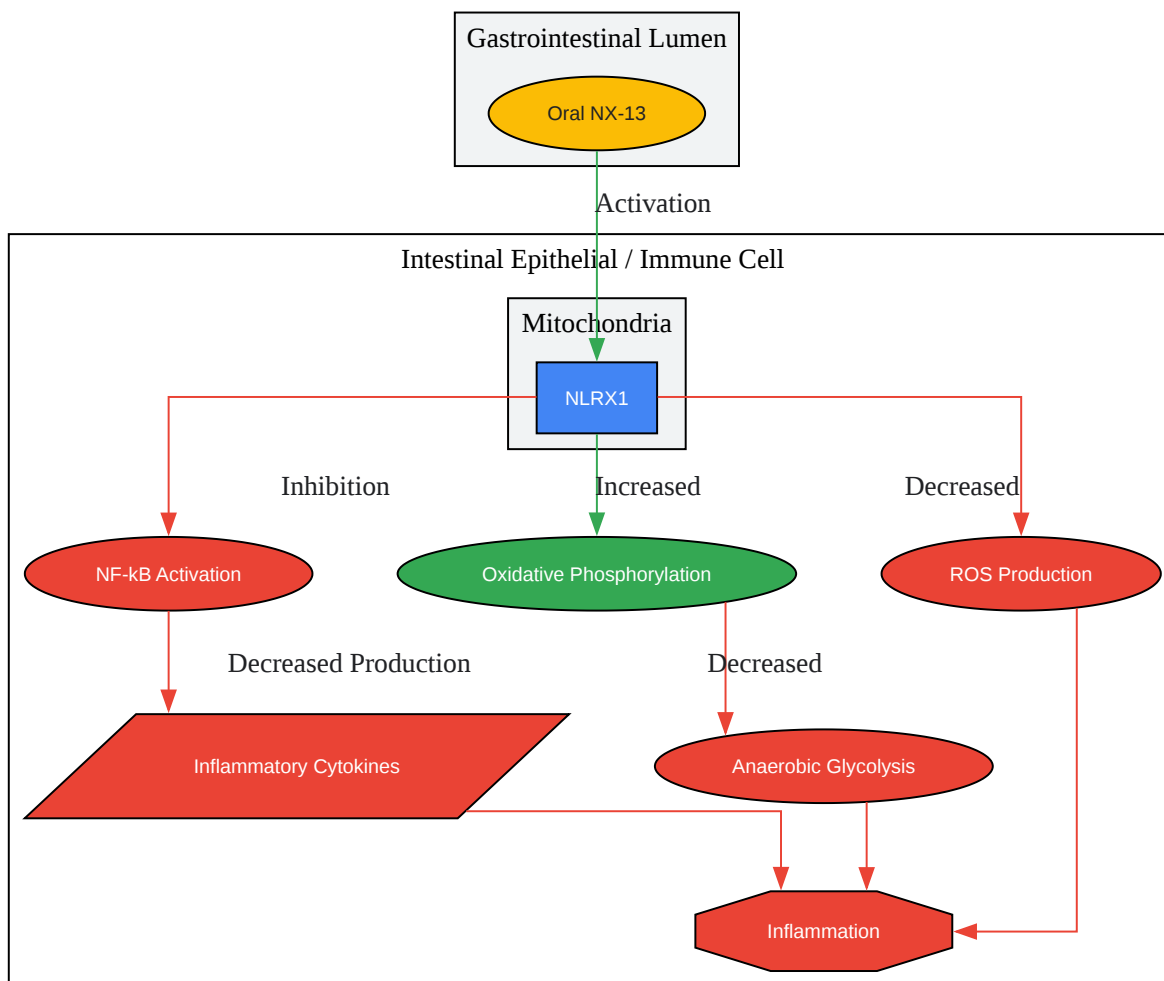 Gastrointestinal Lumen
Oral NX-13
Activation
Intestinal Epithelial / Immune Cell
Mitochondria
NLRX1
Inhibition
Increased
Decreased
NF-kB Activation
Oxidative Phosphorylation
ROS Production
Decreased Production
Decreased
Inflammatory Cytokines
Anaerobic Glycolysis
Inflammation